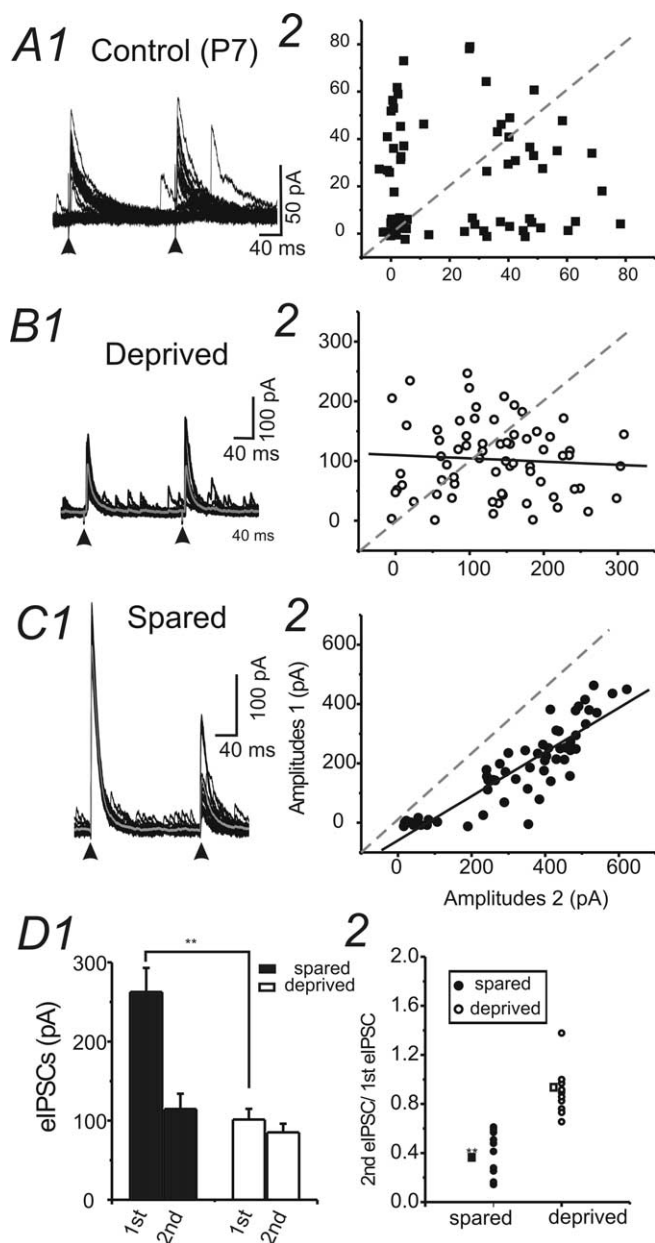 A1 Control (P7)
50 pA
40 ms
2
80
60
40
20
0
0 20 40 60 80
B1 Deprived
100 pA
40 ms
40 ms
2
300
200
100
0
0 100 200 300
C1 Spared
100 pA
40 ms
2
600
400
200
0
Amplitudes 1 (pA)
0 200 400 600
Amplitudes 2 (pA)
D1
**
spared
deprived
300
200
100
0
eIPSCs (pA)
1st 2nd 1st 2nd
2
2.0
1.6
1.2
0.8
0.4
0.0
2nd eIPSC/ 1st eIPSC
spared
deprived
**
spared deprived